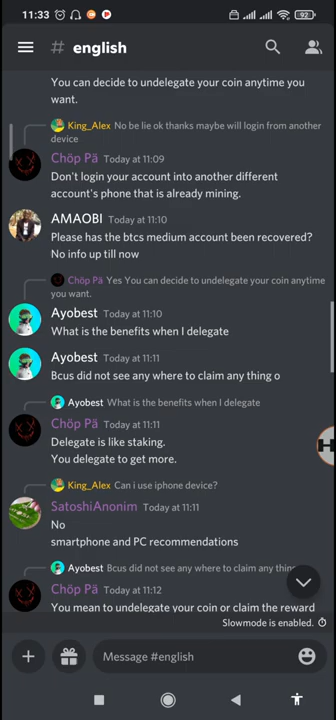 11:33
92
# english
You can decide to undelegate your coin anytime you
want.
King_Alex No be lie ok thanks maybe will login from another
device
Chöp Pä Today at 11:09
Don't login your account into another different
account's phone that is already mining.
AMAOBI Today at 11:10
Please has the btcs medium account been recovered?
No info up till now
Chöp Pä Yes You can decide to undelegate your coin anytime
you want.
Ayobest Today at 11:10
What is the benefits when I delegate
Ayobest Today at 11:11
Bcus did not see any where to claim any thing o
Ayobest What is the benefits when I delegate
Chöp Pä Today at 11:11
Delegate is like staking.
You delegate to get more.
King_Alex Can i use iphone device?
SatoshiAnonim Today at 11:11
No
smartphone and PC recommendations
Ayobest Bcus did not see any where to claim any thing
Chöp Pä Today at 11:12
You mean to undelegate your coin or claim the reward
Slowmode is enabled.
Message #english